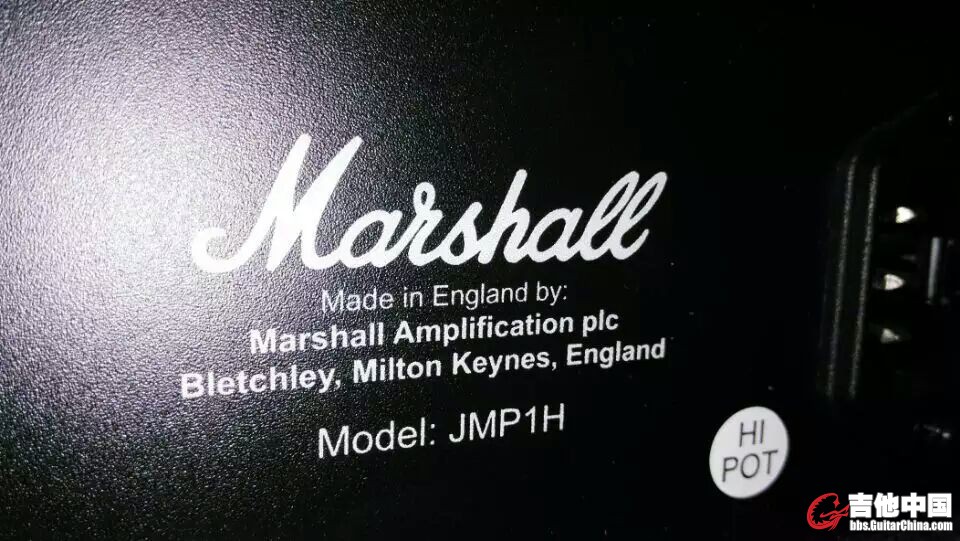 Marshall
Made in England by:
Marshall Amplification plc
Bletchley, Milton Keynes, England
Model: JMP1H
HI
POT
吉他中国
bbs.GuitarChina.com